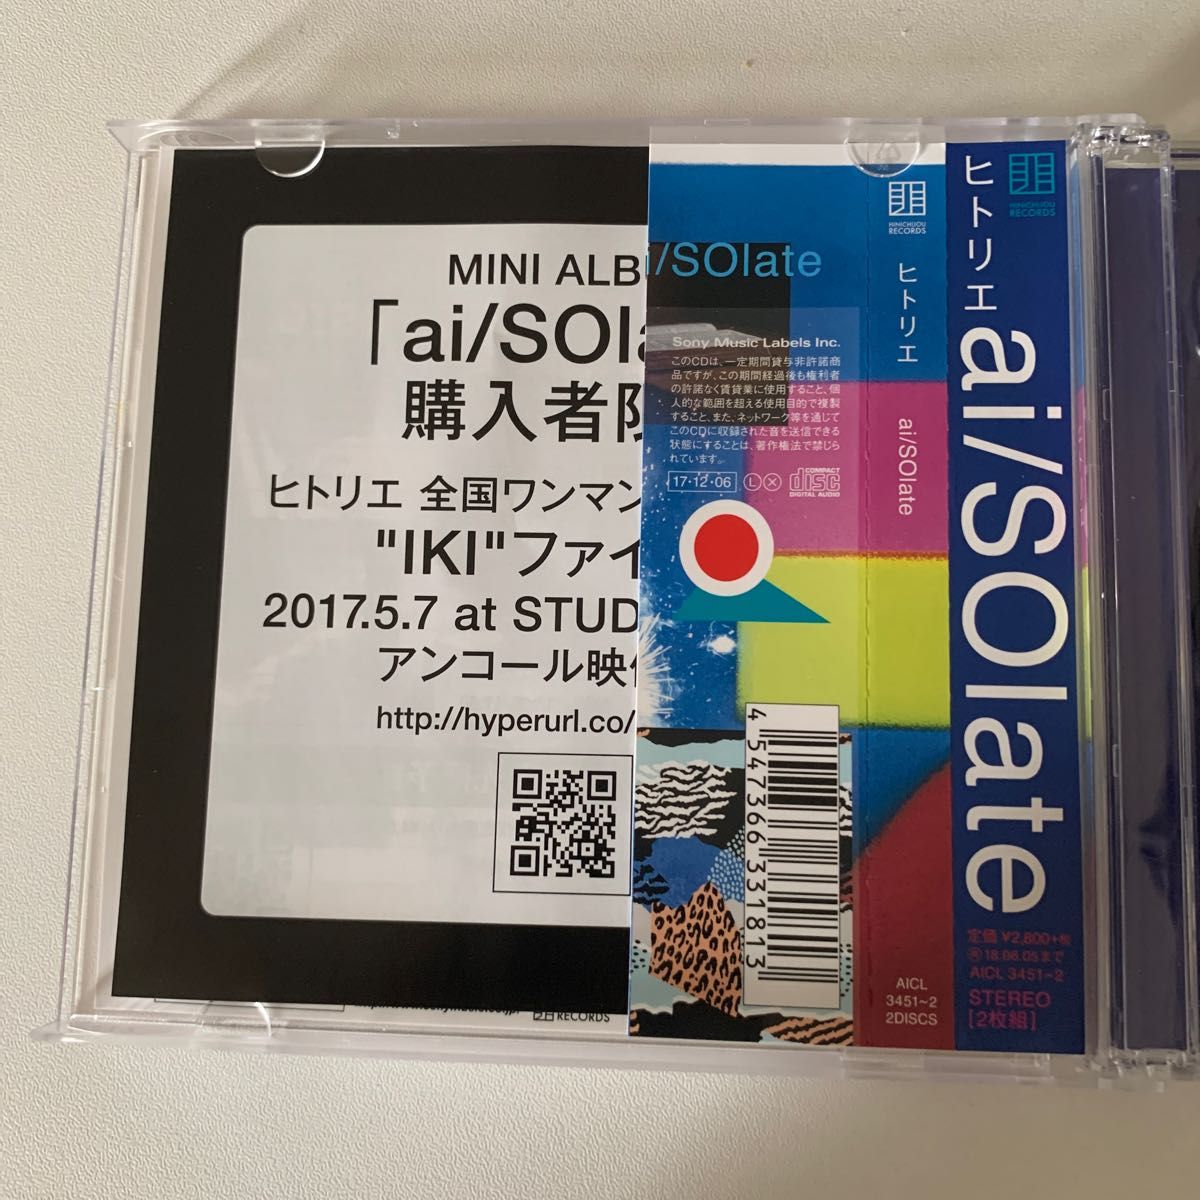 MINI ALB
「ai/SOla
購入者限
ヒトリエ 全国ワンマン
"IKI"ファイ
2017.5.7 at STUD
アンコール映像
http://hyperurl.co/
RECORDS
i/SOlate
Sony Music Labels Inc.
このCDは、一定期間貸与非許諾商
品ですが、この期間経過後も権利者
の許諾なく賃貸業に使用すること、個
人的な範囲を超える使用目的で複製
すること、また、ネットワーク等を通じて
このCDに収録された音を送信できる
状態にすることは、著作権法で禁じら
れています。
17・12・06 L X COMPACT disc DIGITAL AUDIO
4 547366 331813
HINICHIJOU
RECORDS
ヒトリエ
ai/SOlate
AICL
3451~2
2DISCS
HINICHIJOU
RECORDS
ヒトリエ
ai/SOlate
定価 ¥2,800+税
再 18.06.05まで
AICL 3451~2
STEREO
[2枚組]